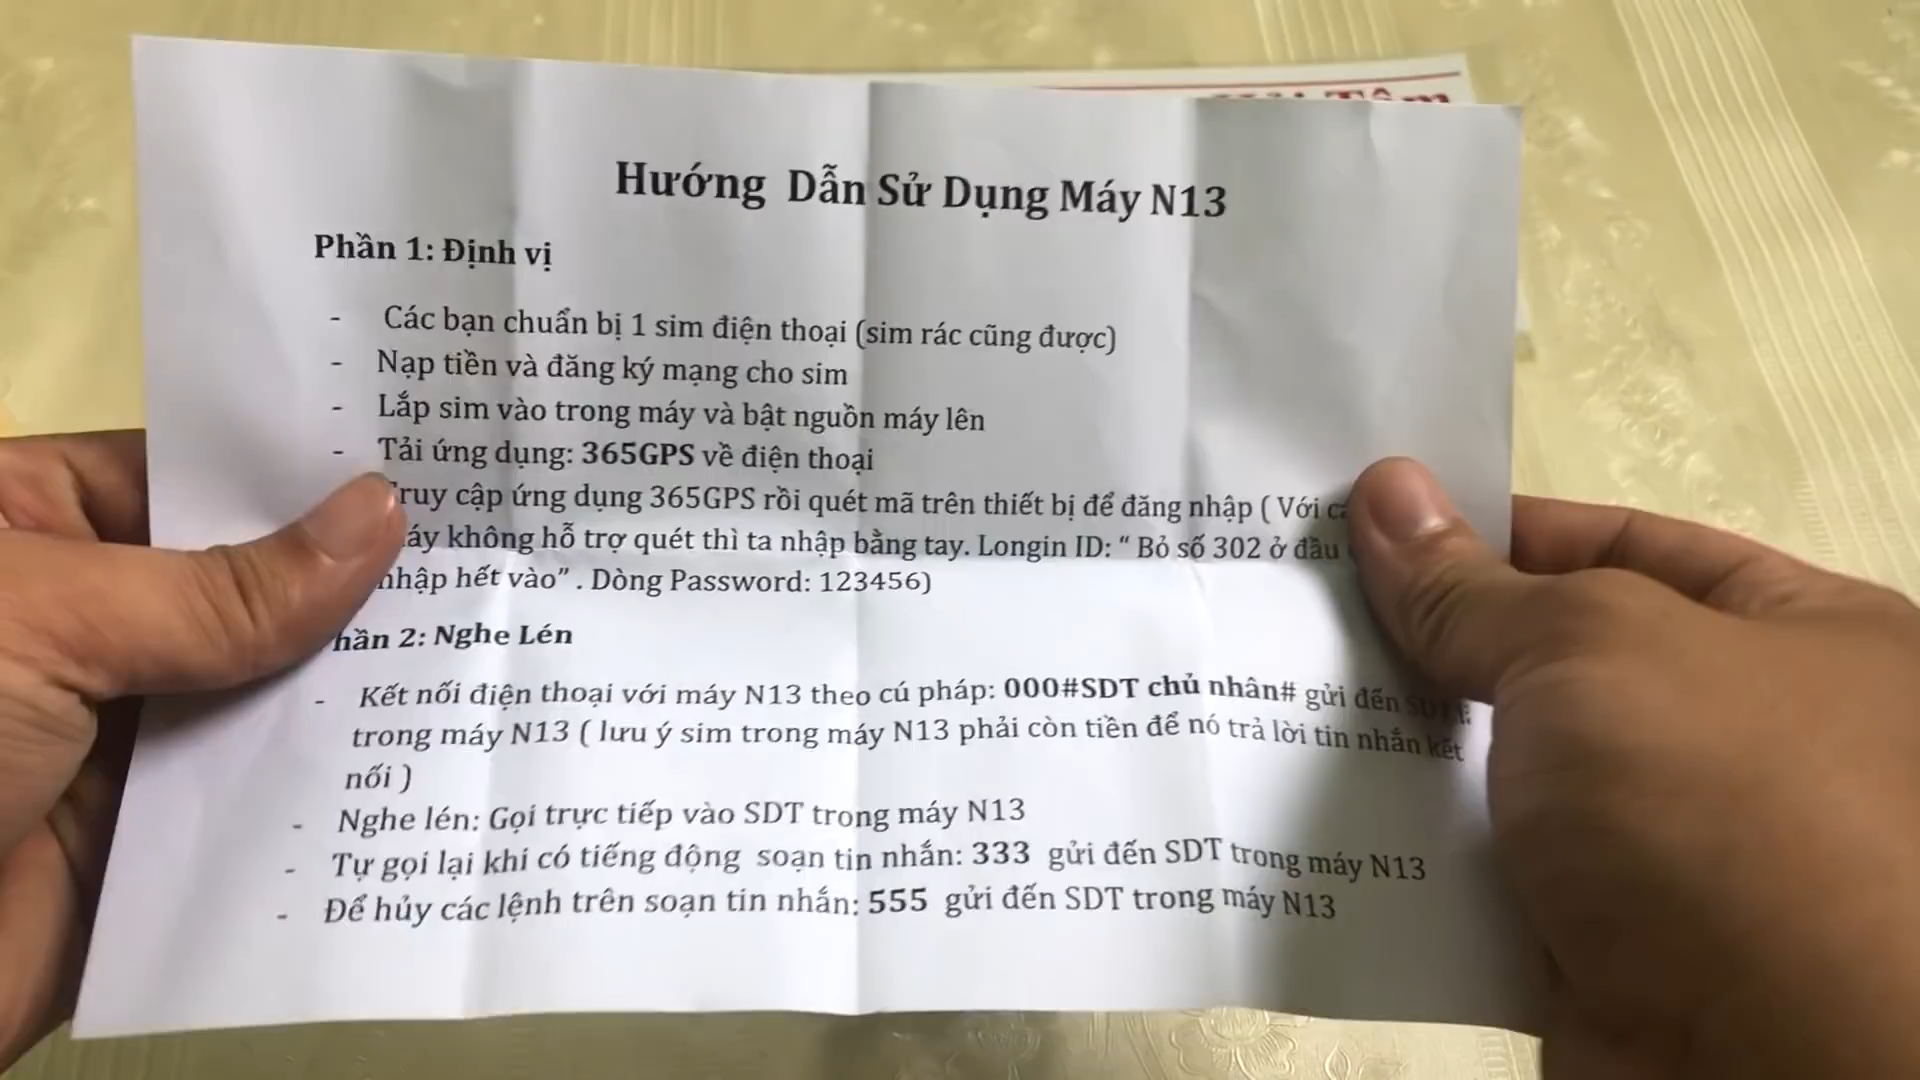 Tâm
Hướng Dẫn Sử Dụng Máy N13
Phần 1: Định vị
- Các bạn chuẩn bị 1 sim điện thoại (sim rác cũng được)
- Nạp tiền và đăng ký mạng cho sim
- Lắp sim vào trong máy và bật nguồn máy lên
- Tải ứng dụng: 365GPS về điện thoại
Truy cập ứng dụng 365GPS rồi quét mã trên thiết bị để đăng nhập ( Với
không hỗ trợ quét thì ta nhập bằng tay. Longin ID: “ Bỏ số 302 ở đầu
nhập hết vào” . Dòng Password: 123456)
hần 2: Nghe Lén
- Kết nối điện thoại với máy N13 theo cú pháp: 000#SDT chủ nhân# gửi đến SDT
trong máy N13 ( lưu ý sim trong máy N13 phải còn tiền để nó trả lời tin nhắn kết
nối )
- Nghe lén: Gọi trực tiếp vào SDT trong máy N13
- Tự gọi lại khi có tiếng động soạn tin nhắn: 333 gửi đến SDT trong máy N13
- Để hủy các lệnh trên soạn tin nhắn: 555 gửi đến SDT trong máy N13